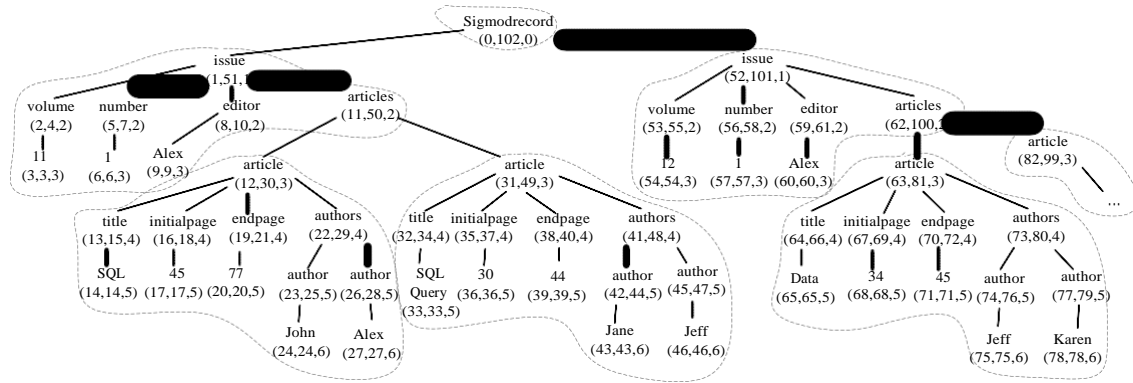 Sigmodrecord
(0,102,0)
issue
(1,51,1
issue
(52,101,1)
volume
(2,4,2)
number
(5,7,2)
editor
(8,10,2)
articles
(11,50,2)
volume
(53,55,2)
number
(56,58,2)
editor
(59,61,2)
articles
(62,100,
11
(3,3,3)
1
(6,6,3)
Alex
(9,9,3)
12
(54,54,3)
1
(57,57,3)
Alex
(60,60,3)
article
(82,99,3)
...
article
(12,30,3)
article
(31,49,3)
article
(63,81,3)
title
(13,15,4)
initialpage
(16,18,4)
endpage
(19,21,4)
authors
(22,29,4)
title
(32,34,4)
initialpage
(35,37,4)
endpage
(38,40,4)
authors
(41,48,4)
title
(64,66,4)
initialpage
(67,69,4)
endpage
(70,72,4)
authors
(73,80,4)
SQL
(14,14,5)
45
(17,17,5)
77
(20,20,5)
author
(23,25,5)
author
(26,28,5)
SQL
Query
(33,33,5)
30
(36,36,5)
44
(39,39,5)
author
(42,44,5)
author
(45,47,5)
Data
(65,65,5)
34
(68,68,5)
45
(71,71,5)
author
(74,76,5)
author
(77,79,5)
John
(24,24,6)
Alex
(27,27,6)
Jane
(43,43,6)
Jeff
(46,46,6)
Jeff
(75,75,6)
Karen
(78,78,6)